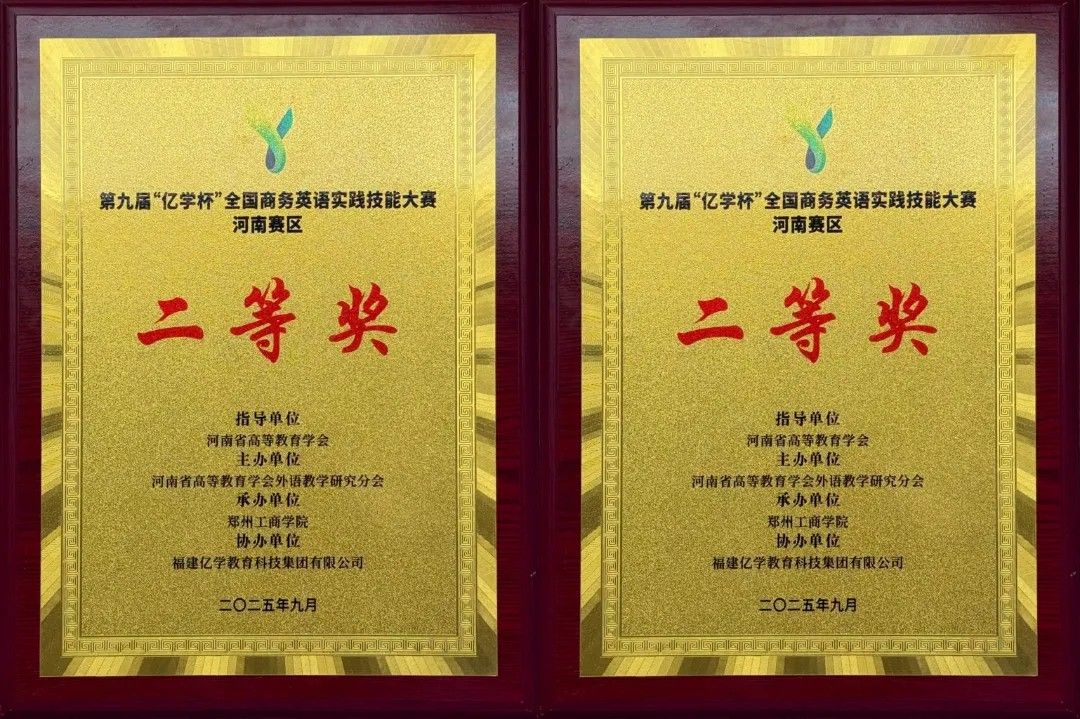 第九届“亿学杯”全国商务英语实践技能大赛
河南赛区
二等奖
指导单位
河南省高等教育学会
主办单位
河南省高等教育学会外语教学研究分会
承办单位
郑州工商学院
协办单位
福建亿学教育科技集团有限公司
二〇二五年九月
第九届“亿学杯”全国商务英语实践技能大赛
河南赛区
二等奖
指导单位
河南省高等教育学会
主办单位
河南省高等教育学会外语教学研究分会
承办单位
郑州工商学院
协办单位
福建亿学教育科技集团有限公司
二〇二五年九月